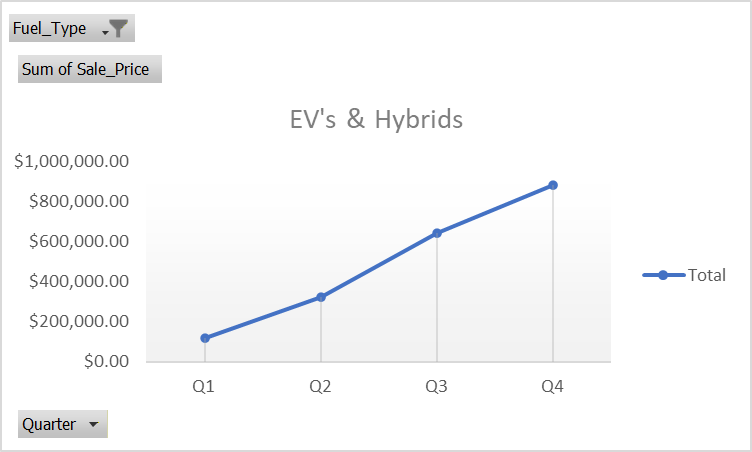 Fuel_Type
Sum of Sale_Price
EV's & Hybrids
$1,000,000.00
$800,000.00
$600,000.00
$400,000.00
$200,000.00
$0.00
Q1 Q2 Q3 Q4
Total
Quarter